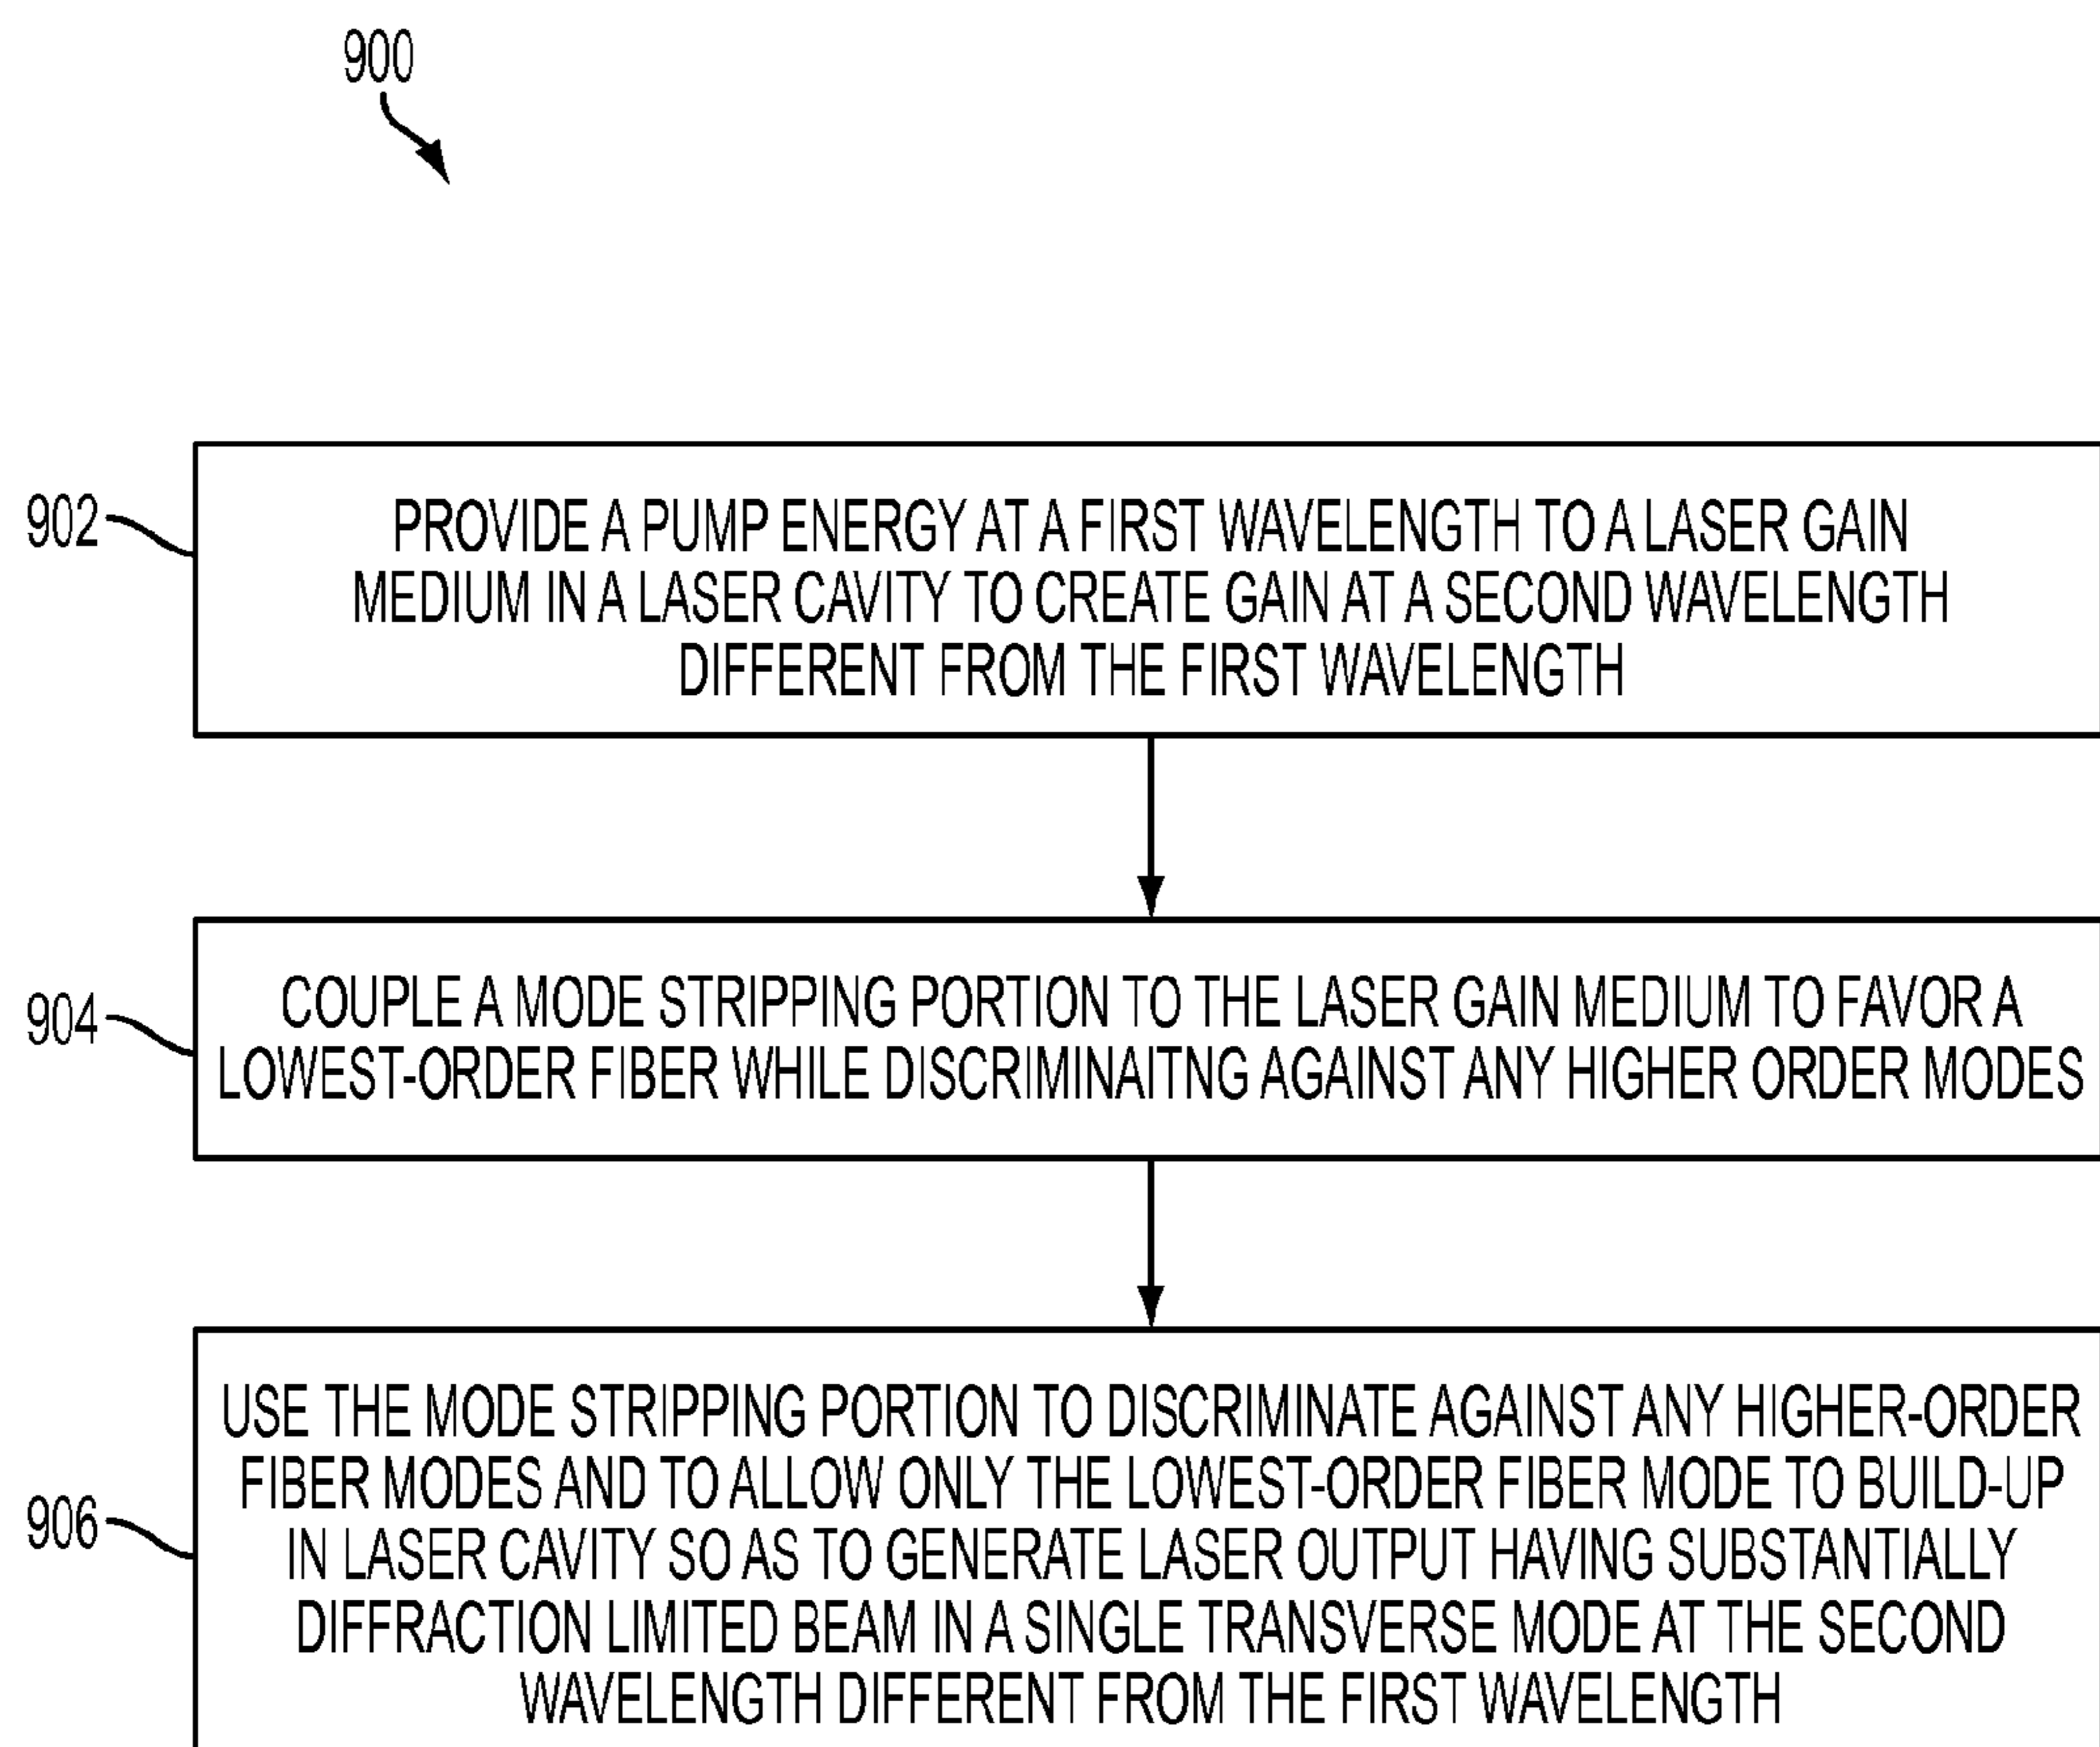 900
902
PROVIDE A PUMP ENERGY AT A FIRST WAVELENGTH TO A LASER GAIN
MEDIUM IN A LASER CAVITY TO CREATE GAIN AT A SECOND WAVELENGTH
DIFFERENT FROM THE FIRST WAVELENGTH
904
COUPLE A MODE STRIPPING PORTION TO THE LASER GAIN MEDIUM TO FAVOR A
LOWEST-ORDER FIBER WHILE DISCRIMINAITNG AGAINST ANY HIGHER ORDER MODES
906
USE THE MODE STRIPPING PORTION TO DISCRIMINATE AGAINST ANY HIGHER-ORDER
FIBER MODES AND TO ALLOW ONLY THE LOWEST-ORDER FIBER MODE TO BUILD-UP
IN LASER CAVITY SO AS TO GENERATE LASER OUTPUT HAVING SUBSTANTIALLY
DIFFRACTION LIMITED BEAM IN A SINGLE TRANSVERSE MODE AT THE SECOND
WAVELENGTH DIFFERENT FROM THE FIRST WAVELENGTH